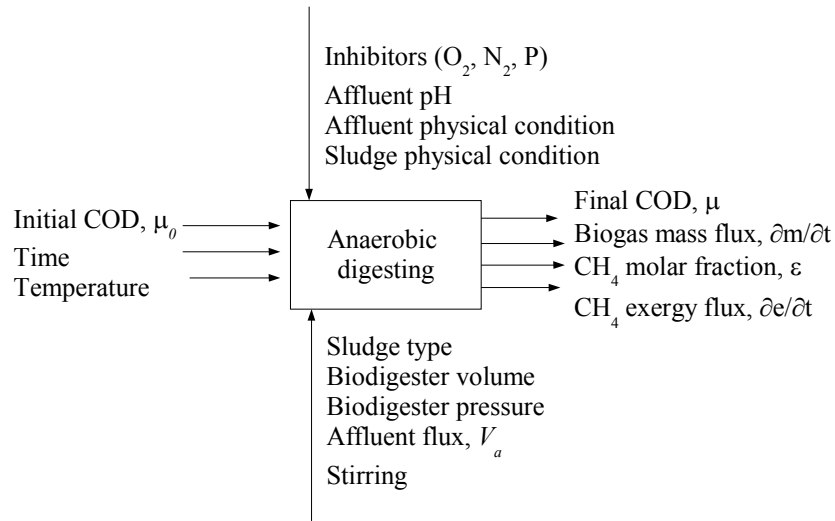 Inhibitors (O₂, N₂, P)
Affluent pH
Affluent physical condition
Sludge physical condition
Initial COD, μ₀
Time
Temperature
Anaerobic
digesting
Final COD, μ
Biogas mass flux, ∂m/∂t
CH₄ molar fraction, ε
CH₄ exergy flux, ∂e/∂t
Sludge type
Biodigester volume
Biodigester pressure
Affluent flux, Vₐ
Stirring